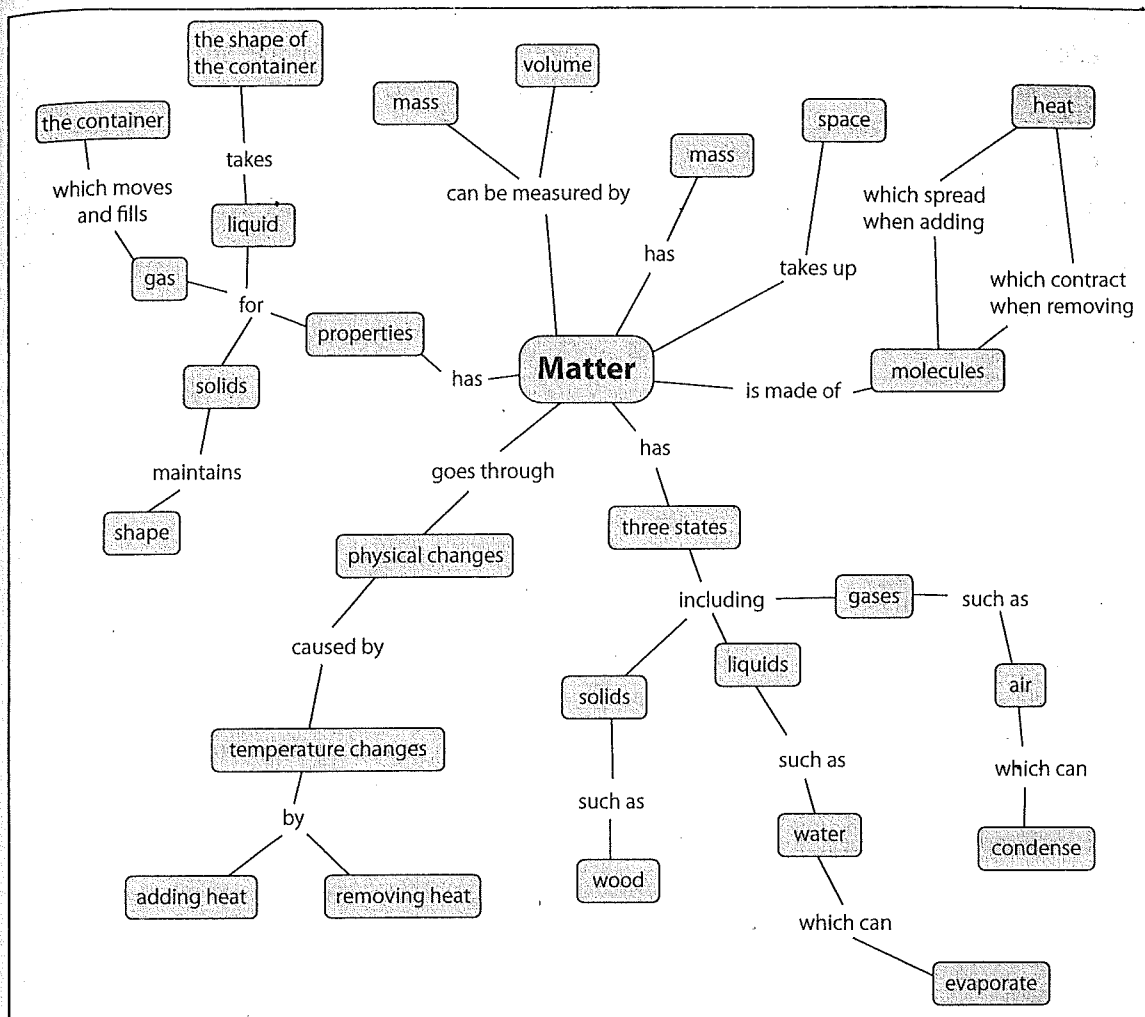 the shape of
the container
volume
mass
heat
the container
space
mass
takes
which moves
and fills
can be measured by
which spread
when adding
liquid
has
gas
takes up
which contract
when removing
for
properties
Matter
molecules
solids
has
is made of
has
maintains
goes through
shape
three states
physical changes
including
gases
such as
caused by
liquids
solids
air
temperature changes
such as
which can
such as
by
water
condense
wood
adding heat
removing heat
which can
evaporate